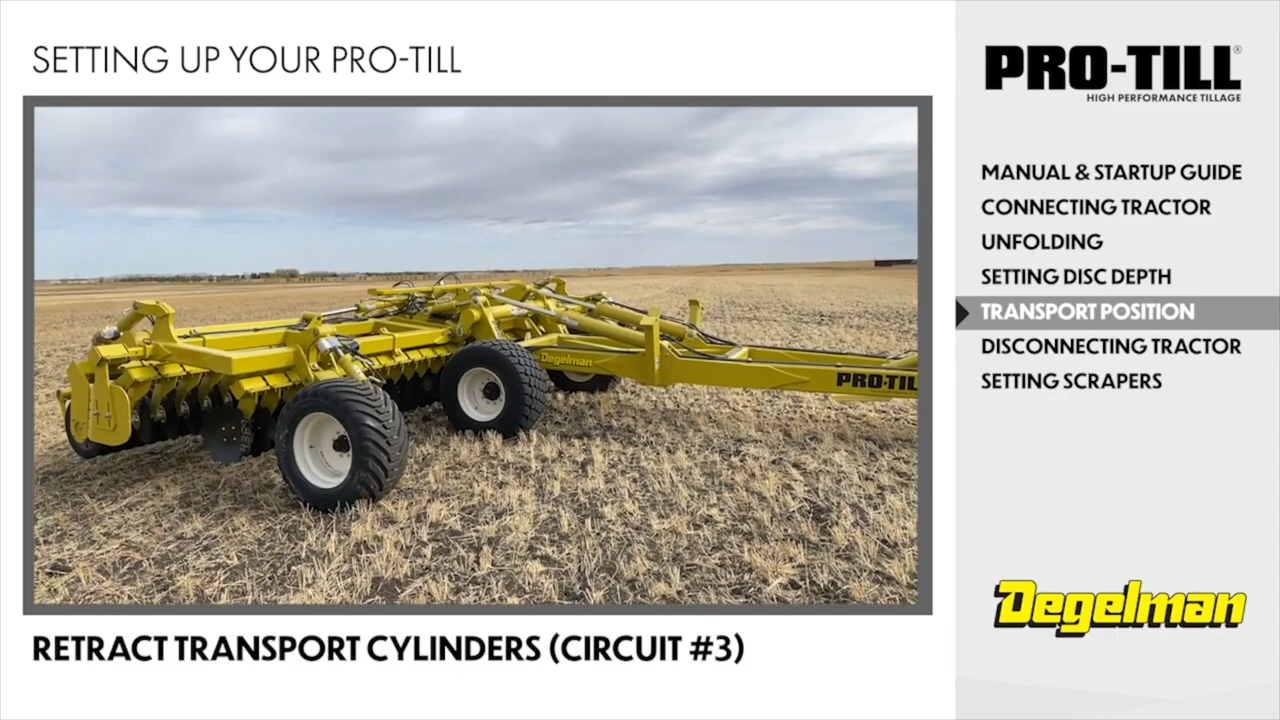 SETTING UP YOUR PRO-TILL
Degelman
PRO-TILL
RETRACT TRANSPORT CYLINDERS (CIRCUIT #3)
PRO-TILL®
HIGH PERFORMANCE TILLAGE
MANUAL & STARTUP GUIDE
CONNECTING TRACTOR
UNFOLDING
SETTING DISC DEPTH
TRANSPORT POSITION
DISCONNECTING TRACTOR
SETTING SCRAPERS
Degelman